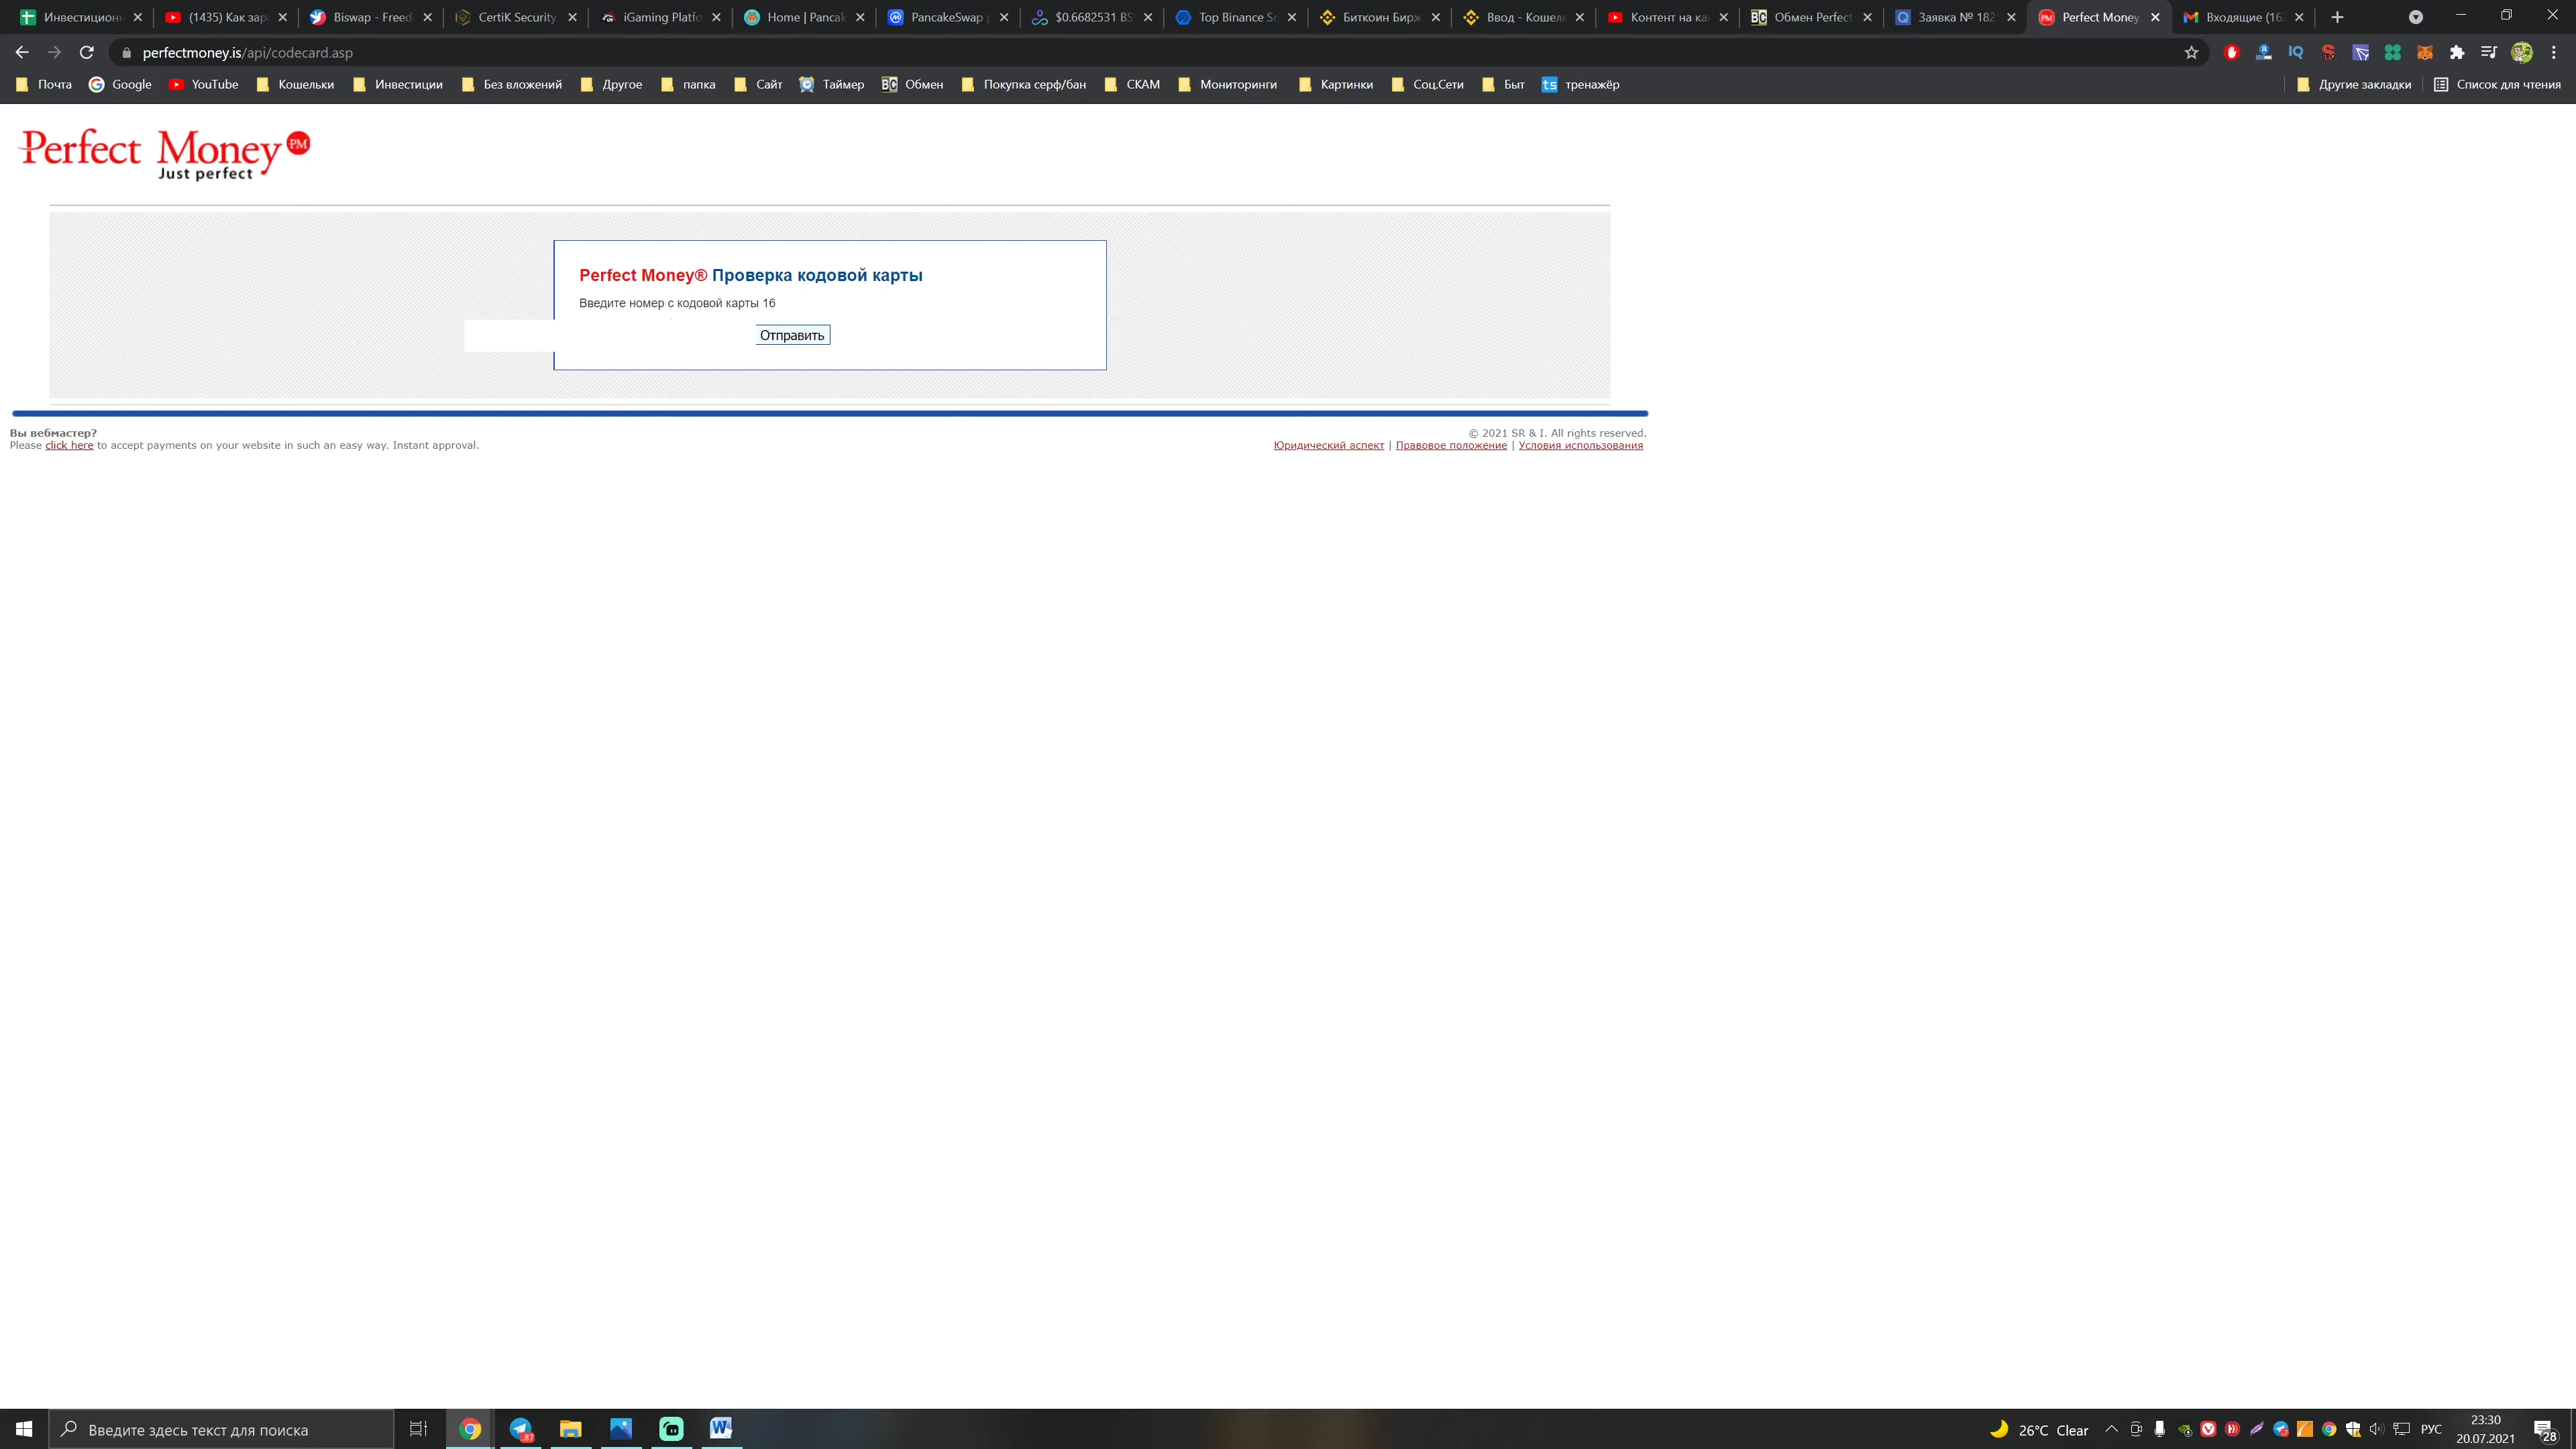 Инвестицион
(1435) Как зар
Biswap - Freed
CertiK Security
iGaming Platfo
Home | Pancak
PancakeSwap p
$0.6682531 BS
Top Binance Sm
Биткоин Бирж
Ввод - Кошеле
Контент на ка
Обмен Perfect
Заявка № 182
Perfect Money
Входящие (16
perfectmoney.is/api/codecard.asp
Почта
Google
YouTube
Кошельки
Инвестиции
Без вложений
Другое
папка
Сайт
Таймер
BC Обмен
Покупка серф/бан
СКАМ
Мониторинги
Картинки
Соц.Сети
Быт
ts тренажёр
Другие закладки
Список для чтения
Perfect Money PM
Just perfect
Perfect Money® Проверка кодовой карты
Введите номер с кодовой карты 16
Отправить
Вы вебмастер?
Please click here to accept payments on your website in such an easy way. Instant approval.
© 2021 SR & I. All rights reserved.
Юридический аспект | Правовое положение | Условия использования
Введите здесь текст для поиска
87
26°C Clear
РУС
23:30
20.07.2021
28